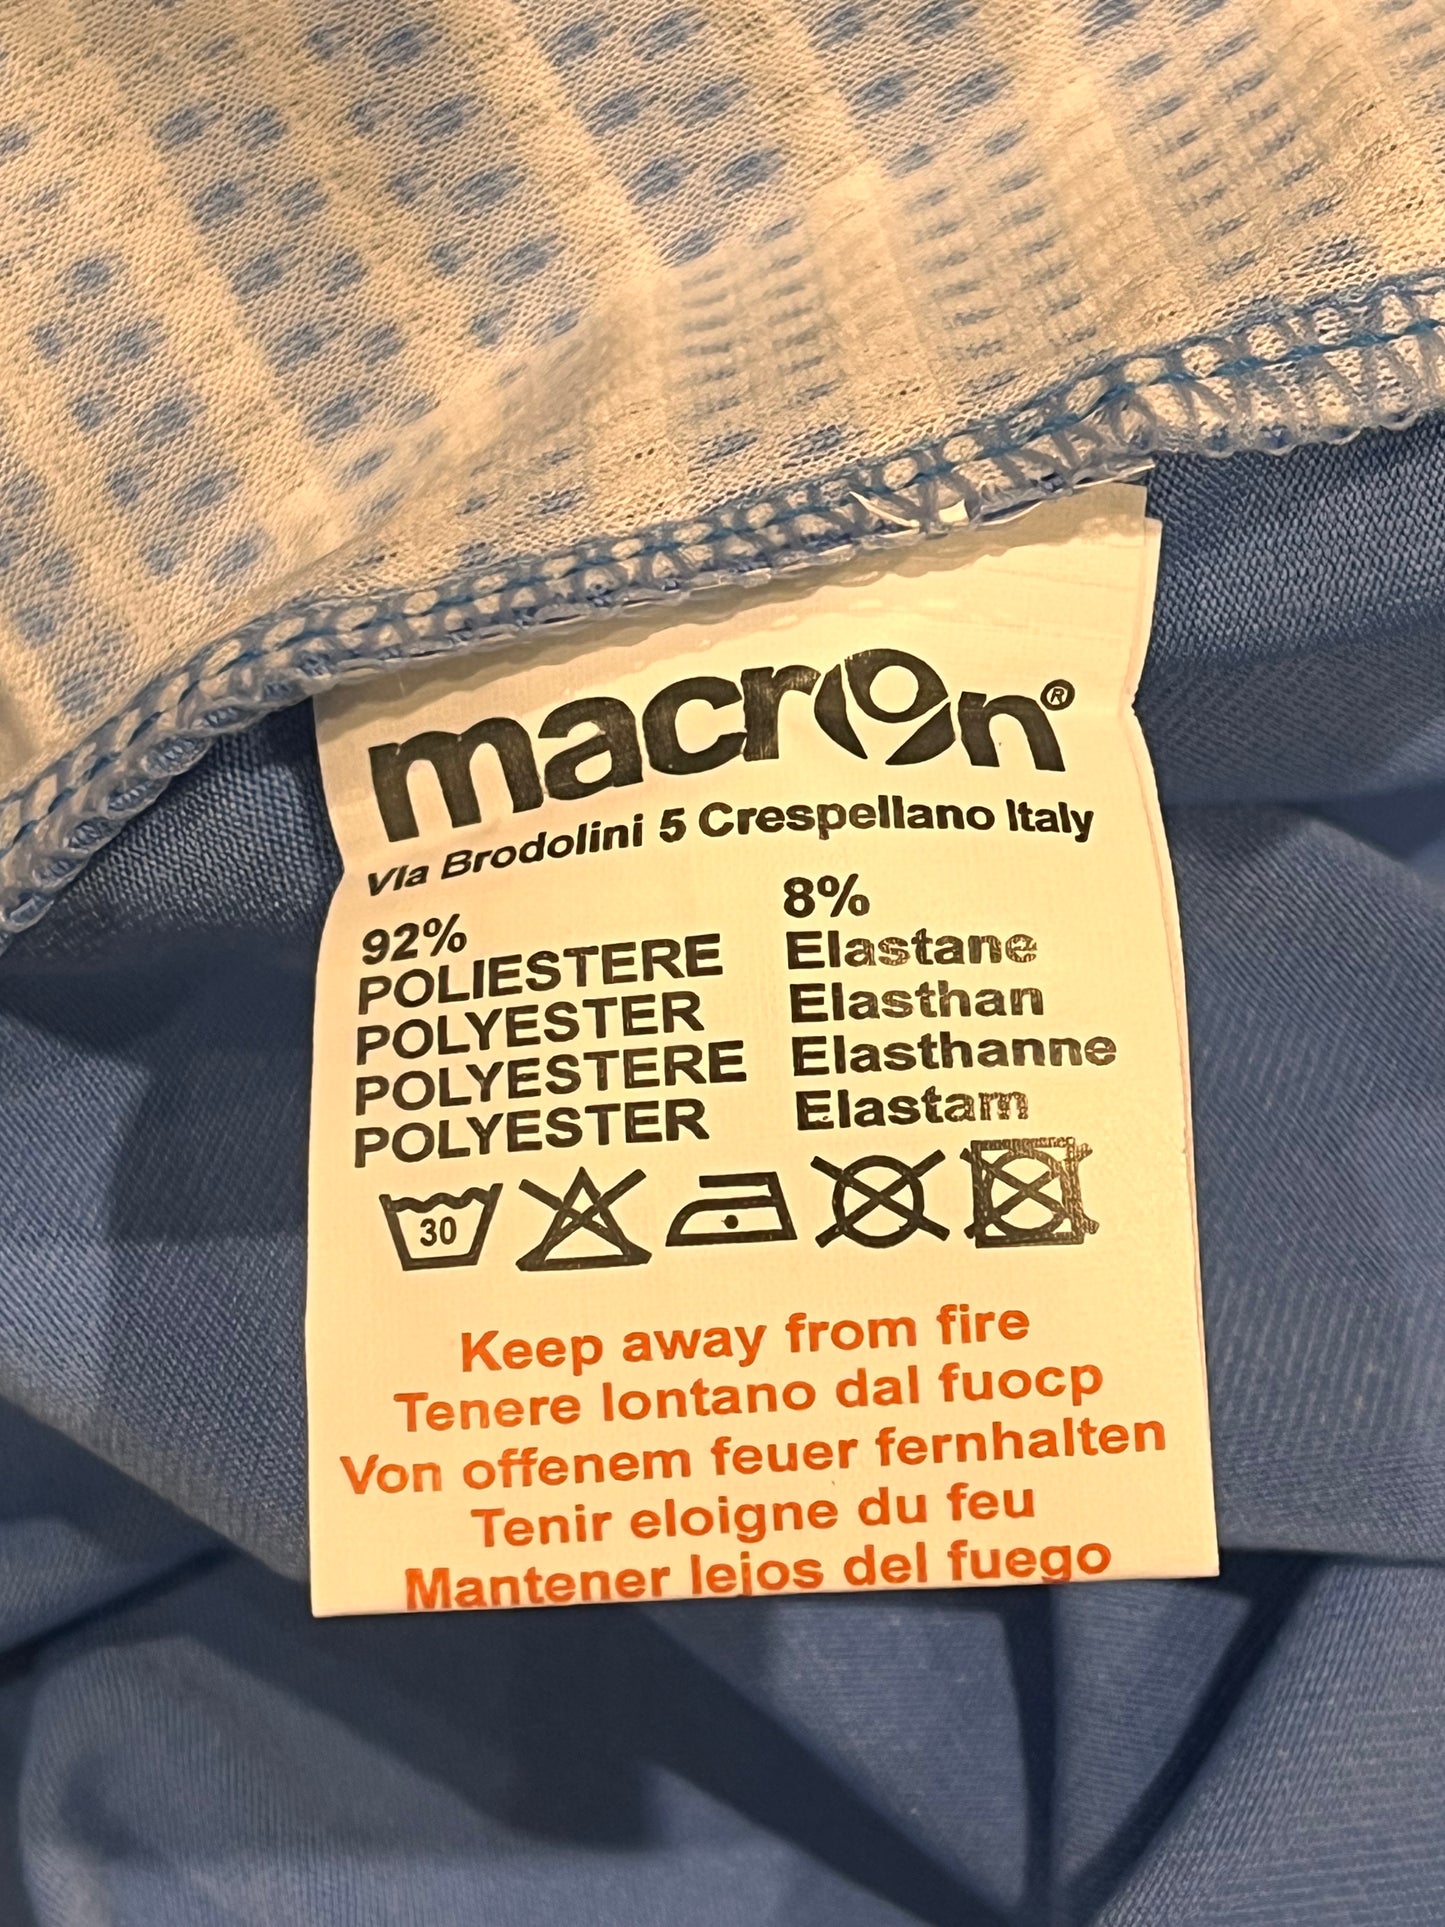 macron®
Via Brodolini 5 Crespellano Italy
92%
POLIESTERE
POLYESTER
POLYESTERE
POLYESTER
8%
Elastane
Elasthan
Elasthanne
Elastam
30
Keep away from fire
Tenere lontano dal fuocp
Von offenem feuer fernhalten
Tenir eloigne du feu
Mantener lejos del fuego